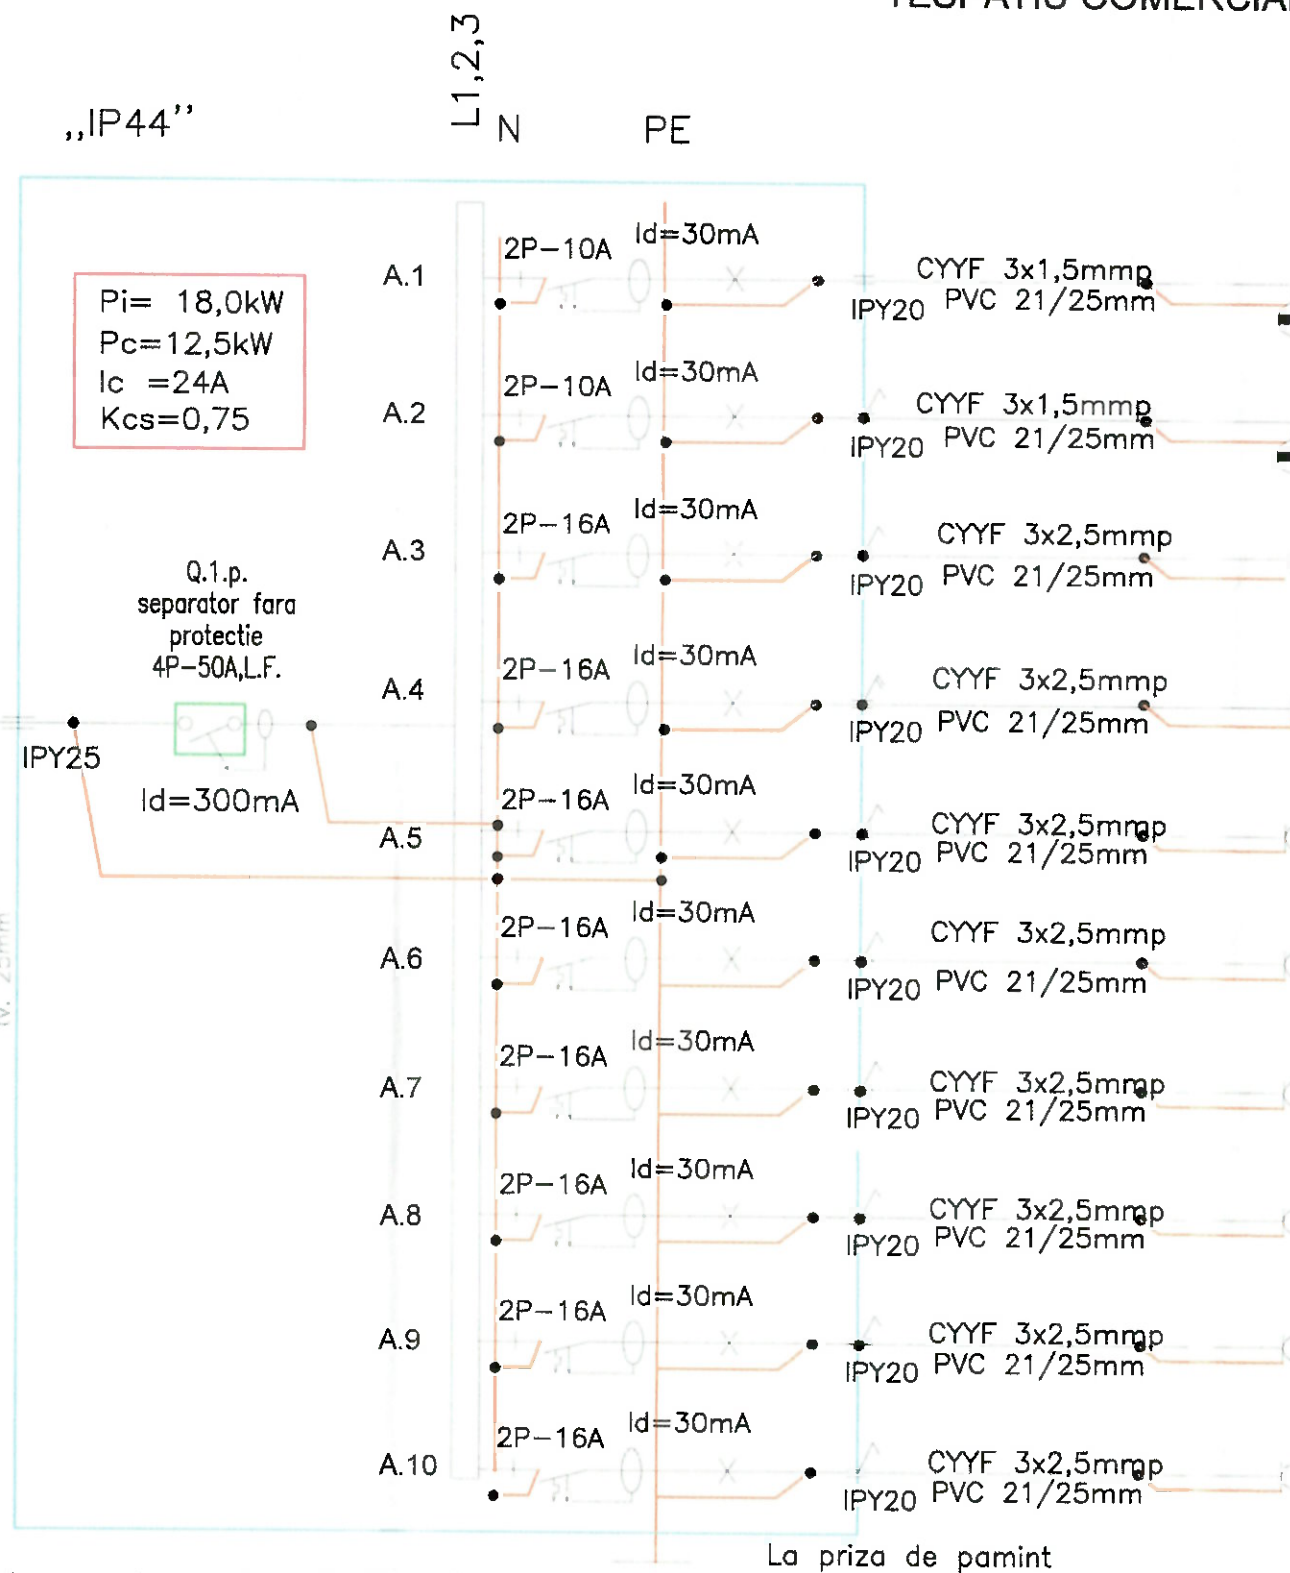 L1,2,3
„IP44”
N
PE
Pi= 18,0kW
Pc=12,5kW
Ic =24A
Kcs=0,75
Q.1.p.
separator fara
protectie
4P-50A,L.F.
IPY25
Id=300mA
A.1
2P-10A
Id=30mA
IPY20
CYYF 3x1,5mmp
PVC 21/25mm
A.2
2P-10A
Id=30mA
IPY20
CYYF 3x1,5mmp
PVC 21/25mm
A.3
2P-16A
Id=30mA
IPY20
CYYF 3x2,5mmp
PVC 21/25mm
A.4
2P-16A
Id=30mA
IPY20
CYYF 3x2,5mmp
PVC 21/25mm
A.5
2P-16A
Id=30mA
IPY20
CYYF 3x2,5mmp
PVC 21/25mm
A.6
2P-16A
Id=30mA
IPY20
CYYF 3x2,5mmp
PVC 21/25mm
A.7
2P-16A
Id=30mA
IPY20
CYYF 3x2,5mmp
PVC 21/25mm
A.8
2P-16A
Id=30mA
IPY20
CYYF 3x2,5mmp
PVC 21/25mm
A.9
2P-16A
Id=30mA
IPY20
CYYF 3x2,5mmp
PVC 21/25mm
A.10
2P-16A
Id=30mA
IPY20
CYYF 3x2,5mmp
PVC 21/25mm
La priza de pamint